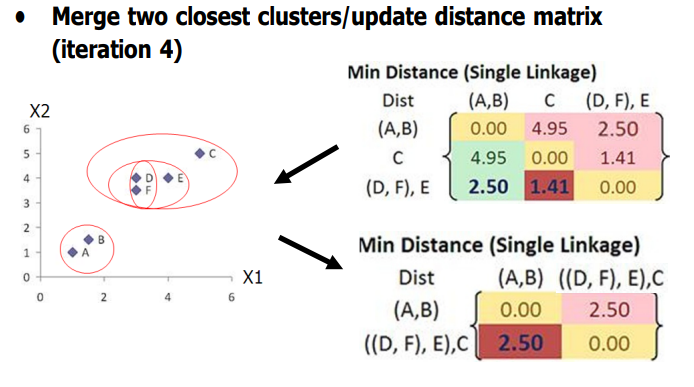 • Merge two closest clusters/update distance matrix
(iteration 4)
Min Distance (Single Linkage)
Dist (A,B) C (D, F), E
(A,B) 0.00 4.95 2.50
C 4.95 0.00 1.41
(D, F), E 2.50 1.41 0.00
X2
6
5
4
3
2
1
0
C
D
E
F
B
A
0 2 4 6
X1
Min Distance (Single Linkage)
Dist (A,B) ((D, F), E),C
(A,B) 0.00 2.50
((D, F), E),C 2.50 0.00